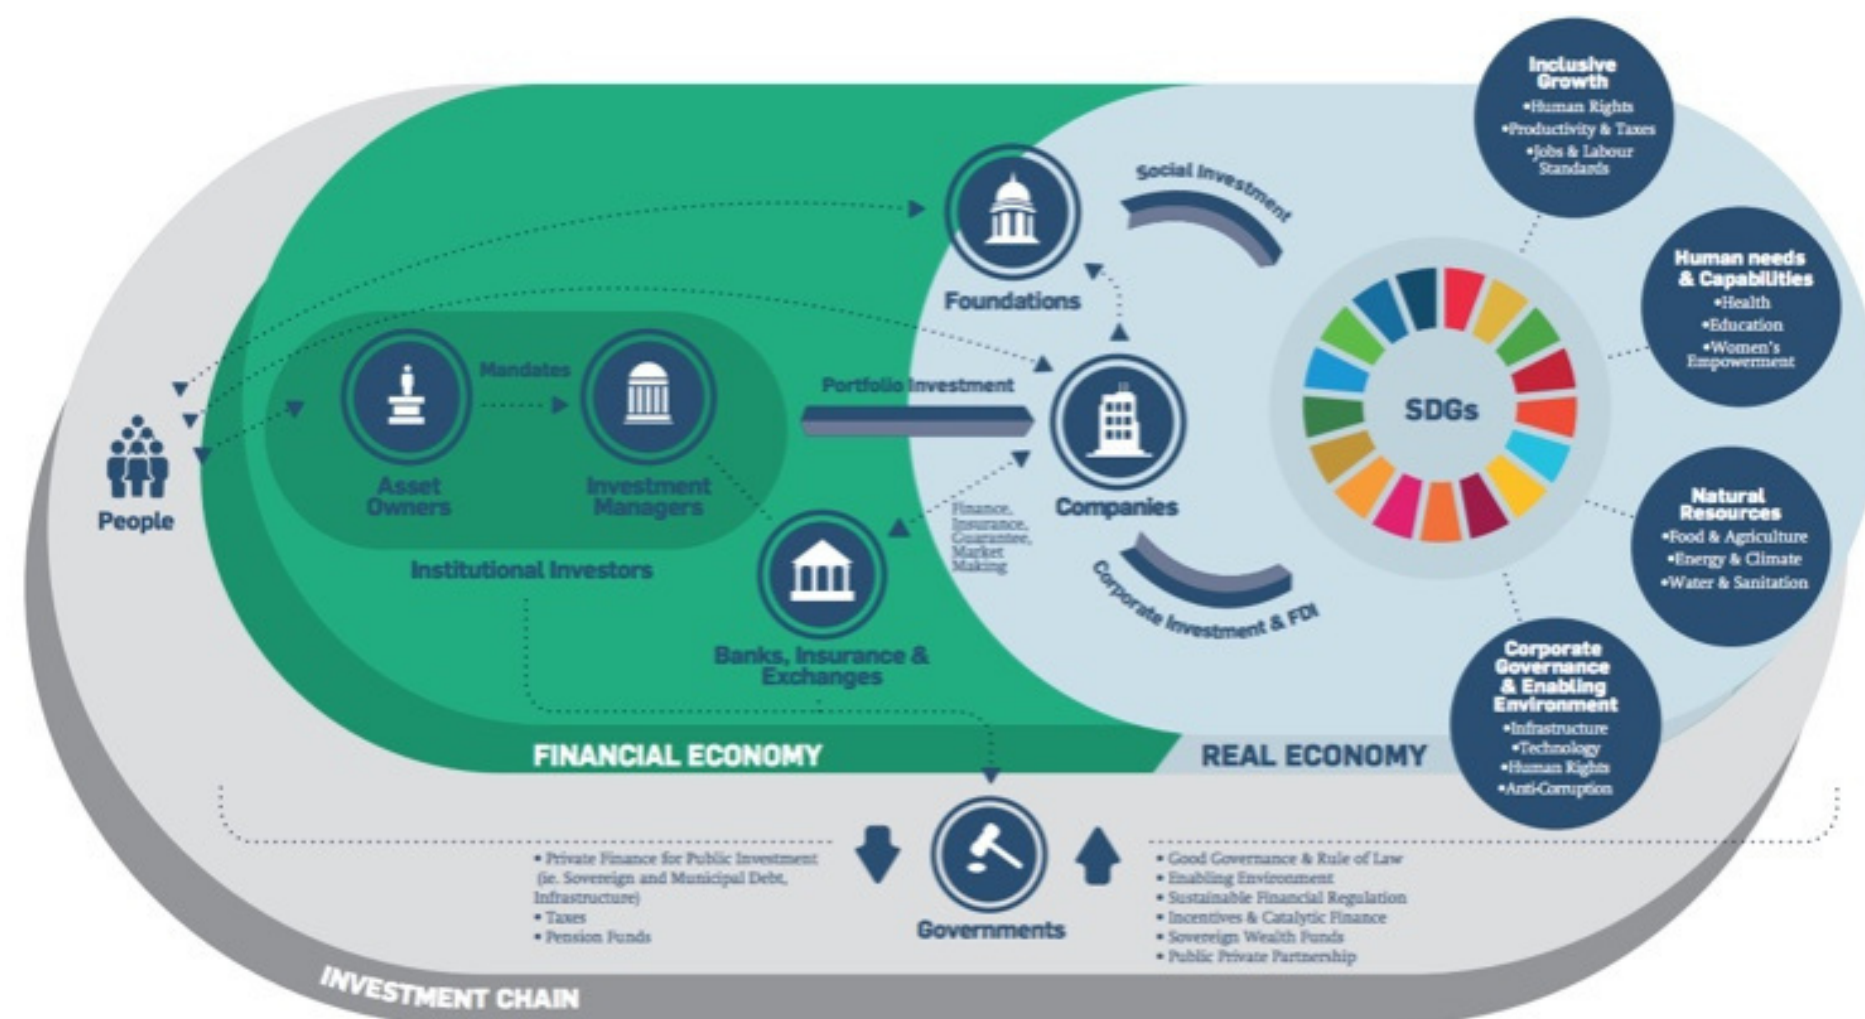 Inclusive
Growth
•Human Rights
•Productivity & Taxes
•Jobs & Labour
Standards
Social Investment
Human needs
& Capabilities
•Health
•Education
•Women's
Empowerment
Foundations
Mandates
Portfolio Investment
SDGs
People
Asset
Owners
Investment
Managers
Companies
Finance,
Insurance,
Guarantee,
Market
Making
Natural
Resources
•Food & Agriculture
•Energy & Climate
•Water & Sanitation
Institutional Investors
Corporate Investment & FDI
Banks, Insurance &
Exchanges
Corporate
Governance
& Enabling
Environment
•Infrastructure
•Technology
•Human Rights
•Anti-Corruption
FINANCIAL ECONOMY
REAL ECONOMY
• Private Finance for Public Investment
(ie. Sovereign and Municipal Debt,
Infrastructure)
• Taxes
• Pension Funds
Governments
• Good Governance & Rule of Law
• Enabling Environment
• Sustainable Financial Regulation
• Incentives & Catalytic Finance
• Sovereign Wealth Funds
• Public Private Partnership
INVESTMENT CHAIN